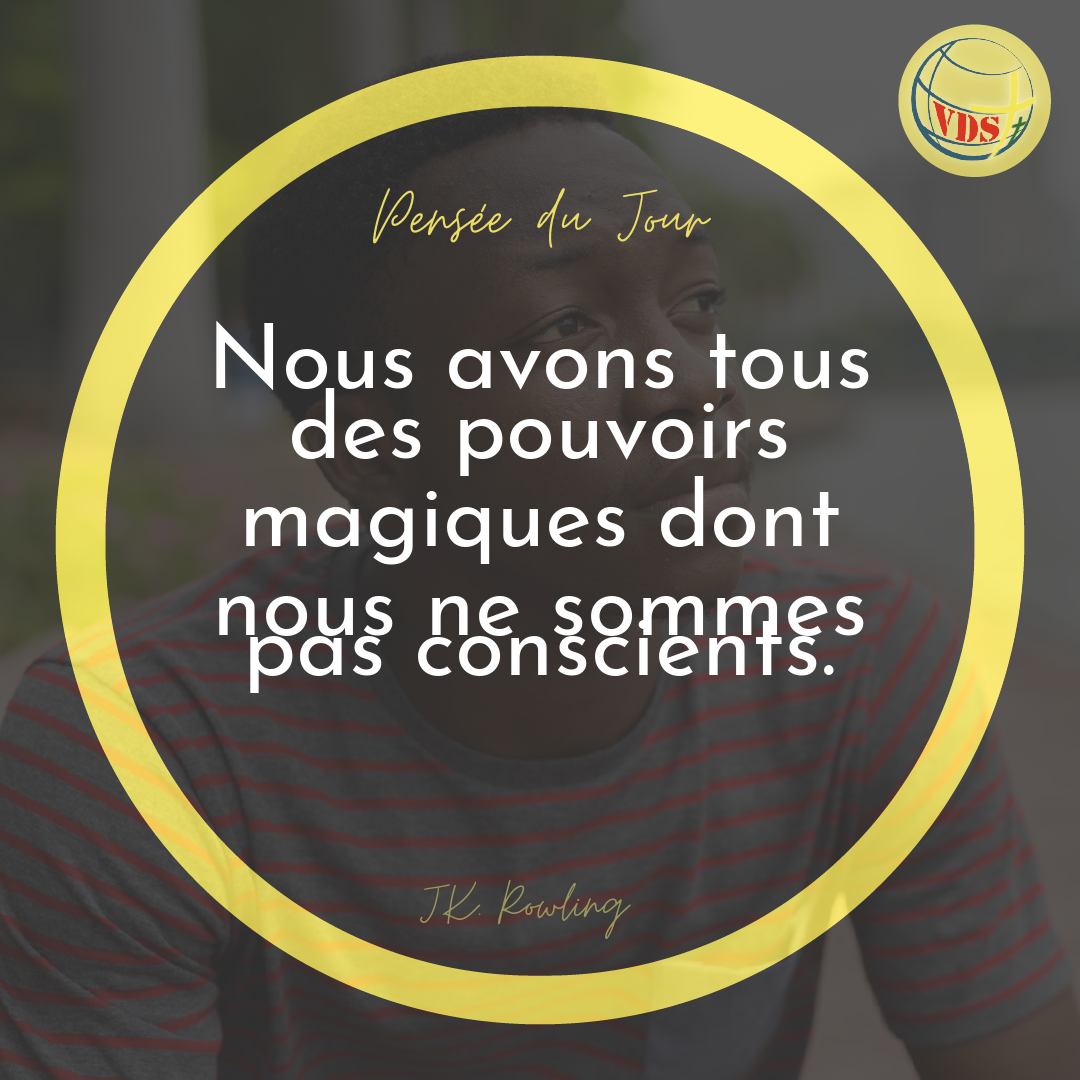 VDS
Pensée du Jour
Nous avons tous
des pouvoirs
magiques dont
nous ne sommes
pas conscients.
J.K. Rowling